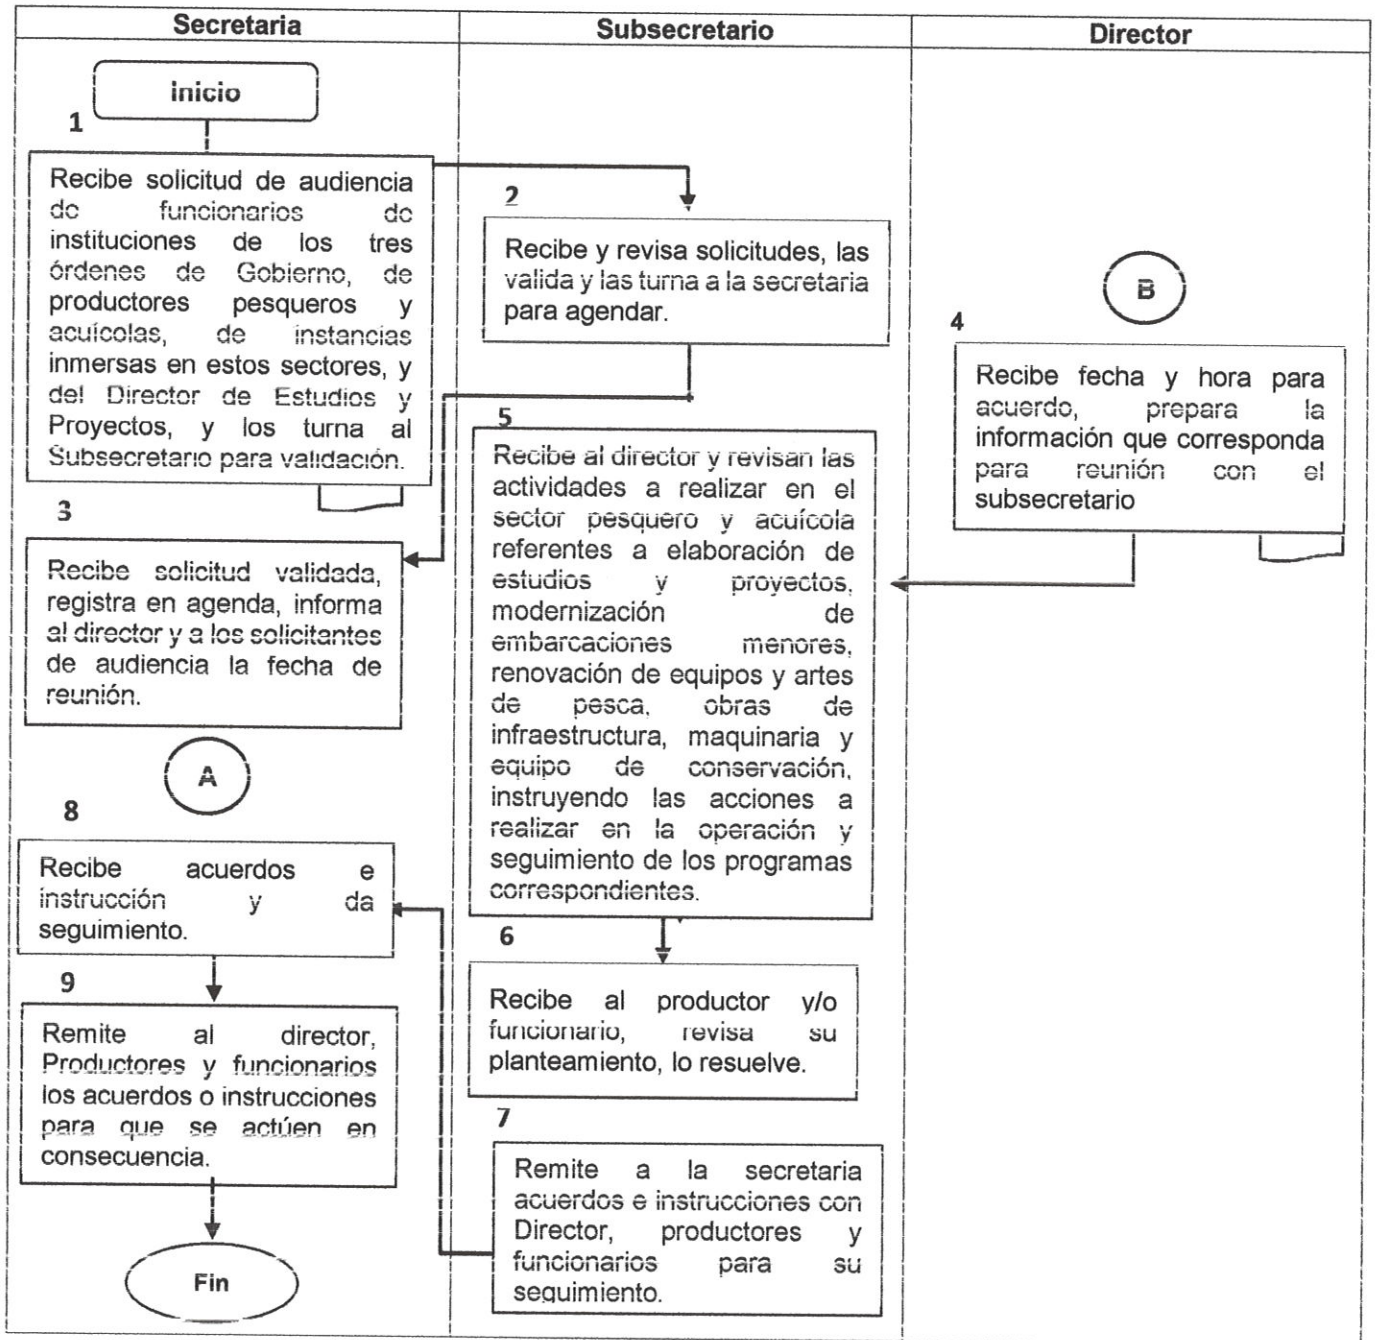 Secretaria
Subsecretario
Director
inicio
1
Recibe solicitud de audiencia
de funcionarios de
instituciones de los tres
órdenes de Gobierno, de
productores pesqueros y
acuícolas, de instancias
inmersas en estos sectores, y
del Director de Estudios y
Proyectos, y los turna al
Subsecretario para validación.
2
Recibe y revisa solicitudes, las
valida y las turna a la secretaria
para agendar.
3
Recibe solicitud validada,
registra en agenda, informa
al director y a los solicitantes
de audiencia la fecha de
reunión.
A
B
4
Recibe fecha y hora para
acuerdo, prepara la
información que corresponda
para reunión con el
subsecretario
5
Recibe al director y revisan las
actividades a realizar en el
sector pesquero y acuícola
referentes a elaboración de
estudios y proyectos,
modernización de
embarcaciones menores,
renovación de equipos y artes
de pesca, obras de
infraestructura, maquinaria y
equipo de conservación,
instruyendo las acciones a
realizar en la operación y
seguimiento de los programas
correspondientes.
6
Recibe al productor y/o
funcionario, revisa su
planteamiento, lo resuelve.
7
Remite a la secretaria
acuerdos e instrucciones con
Director, productores y
funcionarios para su
seguimiento.
8
Recibe acuerdos e
instrucción y da
seguimiento.
9
Remite al director,
Productores y funcionarios
los acuerdos o instrucciones
para que se actúen en
consecuencia.
Fin